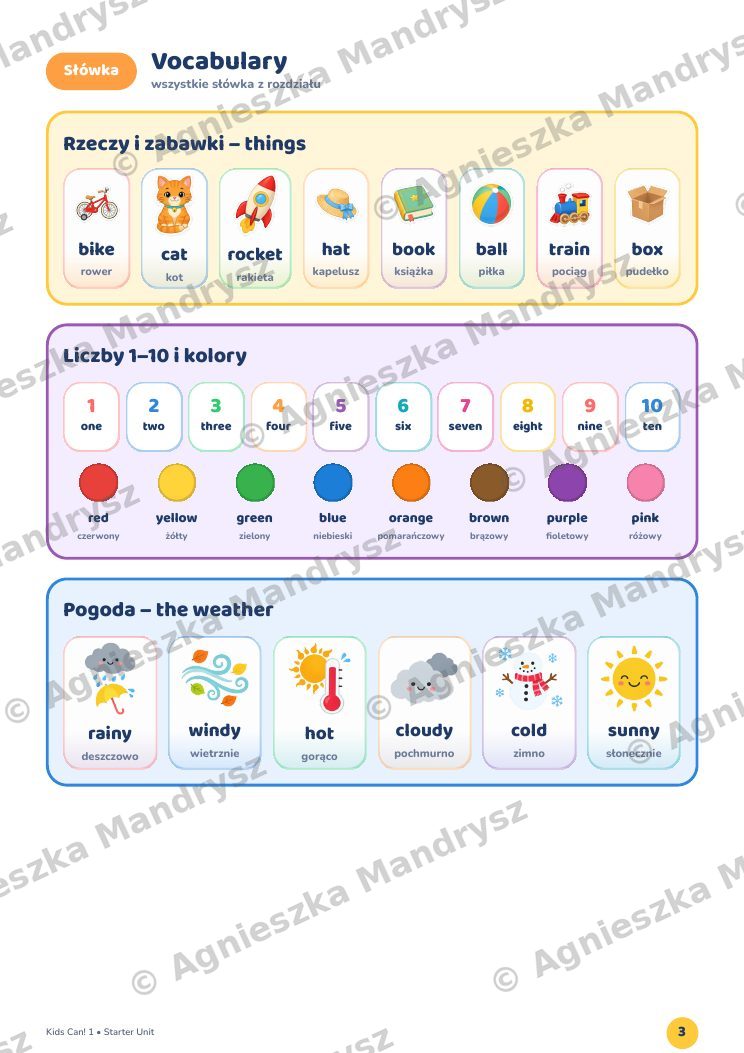 Słówka
Vocabulary
wszystkie słówka z rozdziału
Rzeczy i zabawki – things
bike cat rocket hat book ball train box
rower kot rakieta kapelusz książka piłka pociąg pudełko
Liczby 1–10 i kolory
1 2 3 4 5 6 7 8 9 10
one two three four five six seven eight nine ten
red yellow green blue orange brown purple pink
czerwony żółty zielony niebieski pomarańczowy brązowy fioletowy różowy
Pogoda – the weather
rainy windy hot cloudy cold sunny
deszczowo wietrznie gorąco pochmurno zimno słonecznie
© Agnieszka Mandrysz
Kids Can! 1 • Starter Unit
3